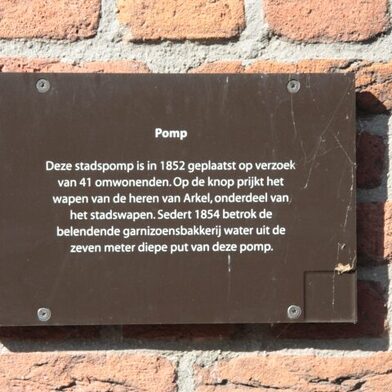 Pomp
Deze stadspomp is in 1852 geplaatst op verzoek
van 41 omwonenden. Op de knop prijkt het
wapen van de heren van Arkel, onderdeel van
het stadswapen. Sedert 1854 betrok de
belendende garnizoensbakkerij water uit de
zeven meter diepe put van deze pomp.